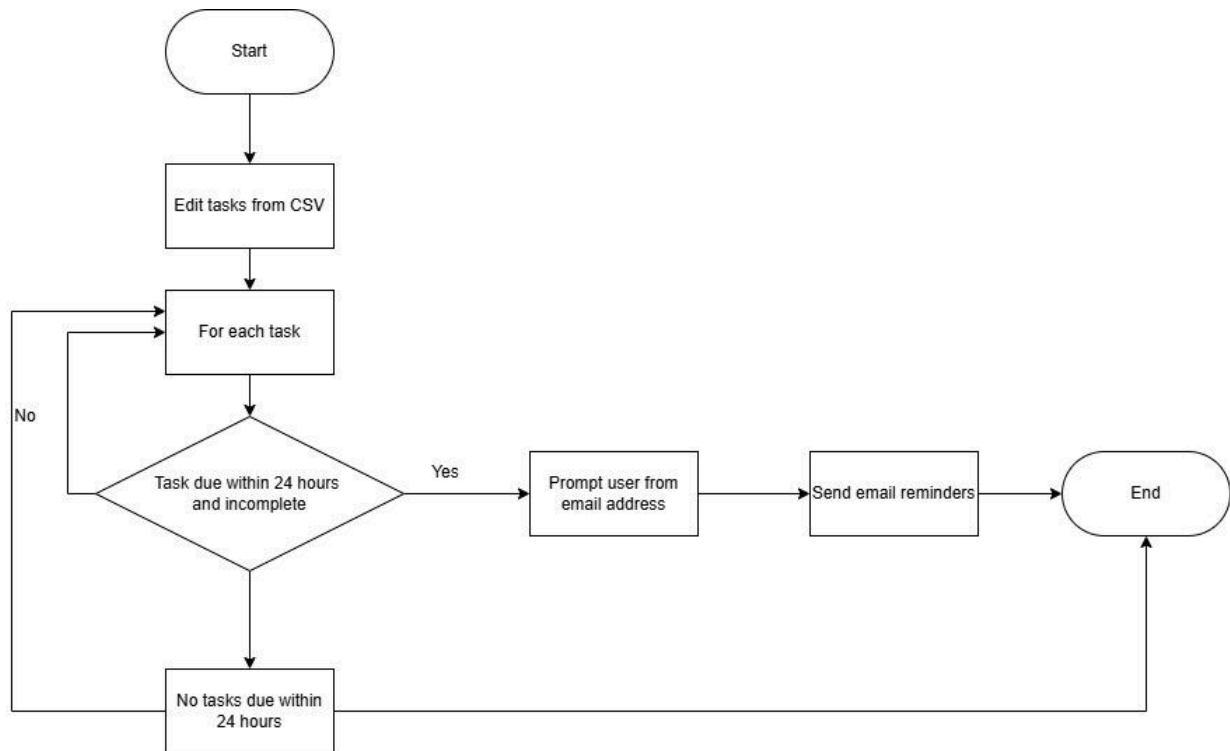 Start
Edit tasks from CSV
For each task
No
Task due within 24 hours
and incomplete
Yes
Prompt user from
email address
Send email reminders
End
No tasks due within
24 hours